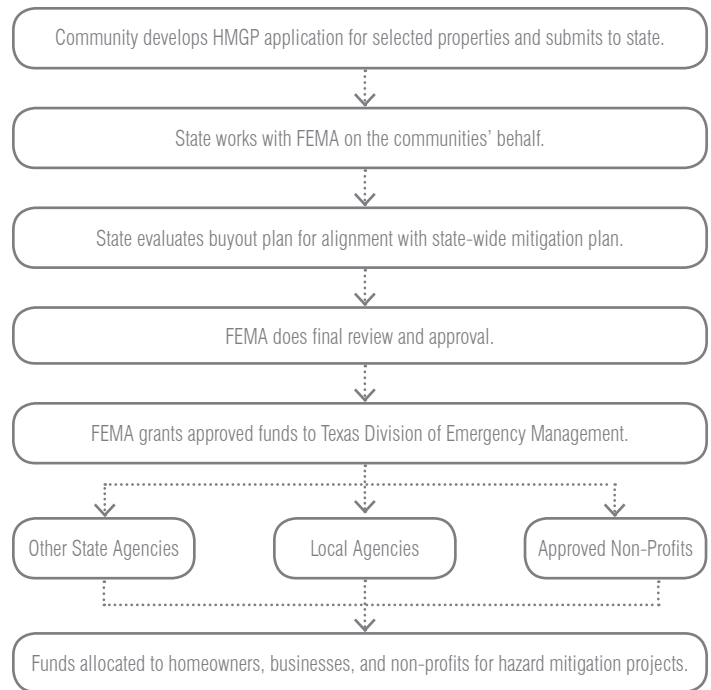 Community develops HMGP application for selected properties and submits to state.
State works with FEMA on the communities’ behalf.
State evaluates buyout plan for alignment with state-wide mitigation plan.
FEMA does final review and approval.
FEMA grants approved funds to Texas Division of Emergency Management.
Other State Agencies
Local Agencies
Approved Non-Profits
Funds allocated to homeowners, businesses, and non-profits for hazard mitigation projects.